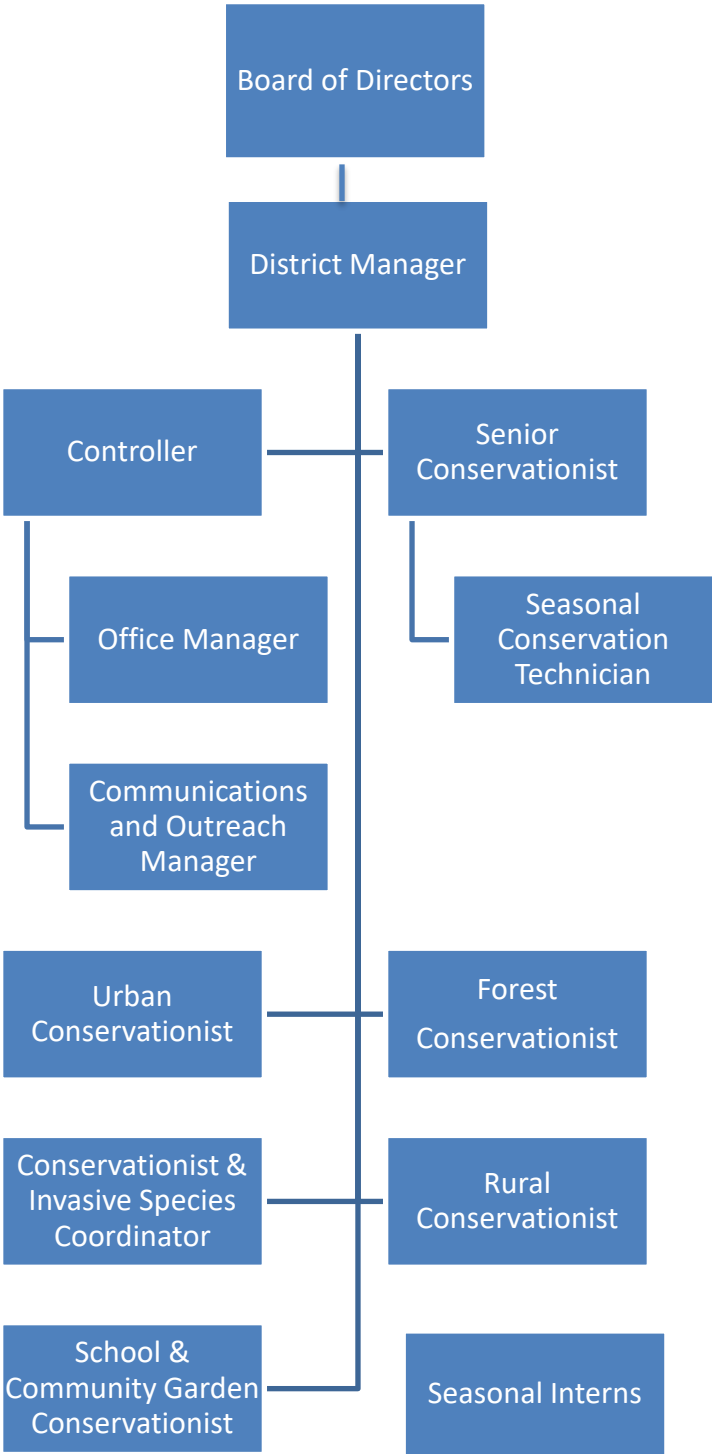 Board of Directors
District Manager
Controller
Senior
Conservationist
Office Manager
Seasonal
Conservation
Technician
Communications
and Outreach
Manager
Urban
Conservationist
Forest
Conservationist
Conservationist &
Invasive Species
Coordinator
Rural
Conservationist
School &
Community Garden
Conservationist
Seasonal Interns